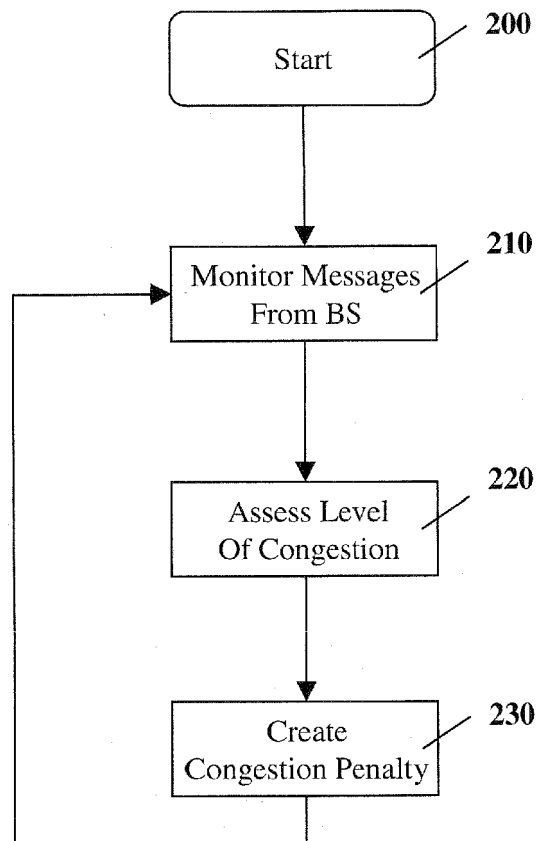 200
Start
210
Monitor Messages
From BS
220
Assess Level
Of Congestion
230
Create
Congestion Penalty